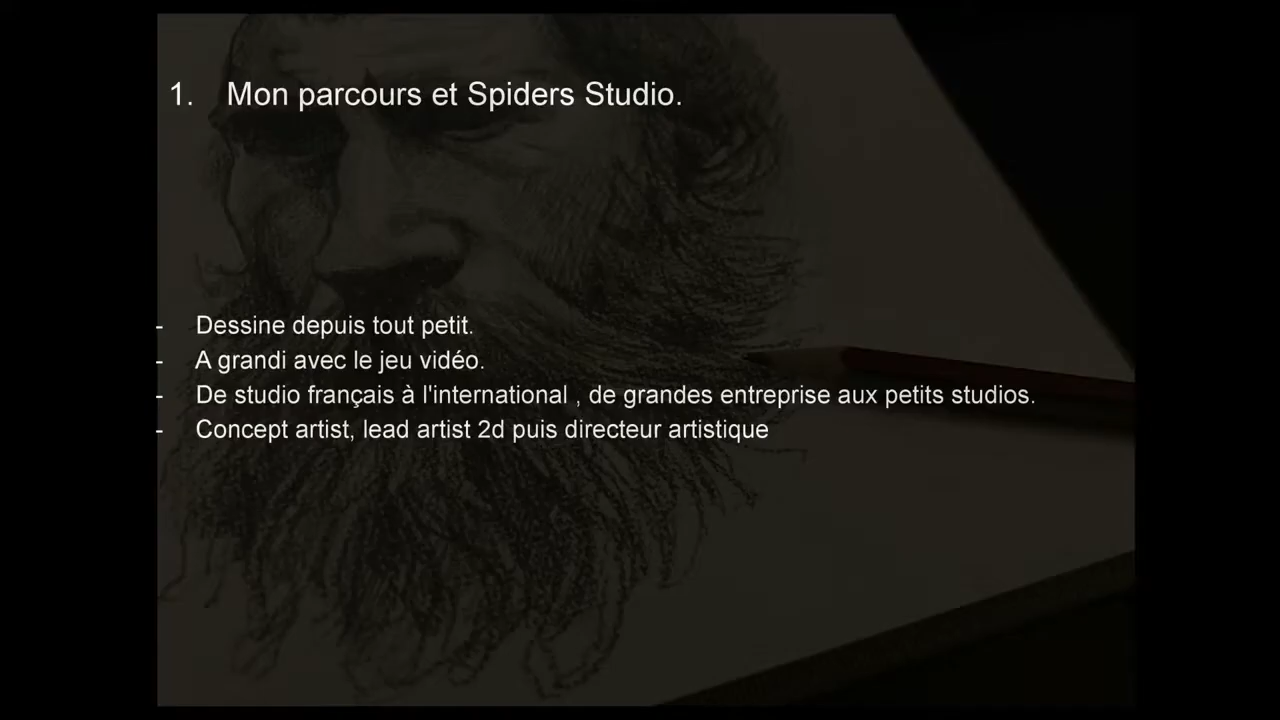 1. Mon parcours et Spiders Studio.
- Dessine depuis tout petit.
- A grandi avec le jeu vidéo.
- De studio français à l'international , de grandes entreprise aux petits studios.
- Concept artist, lead artist 2d puis directeur artistique